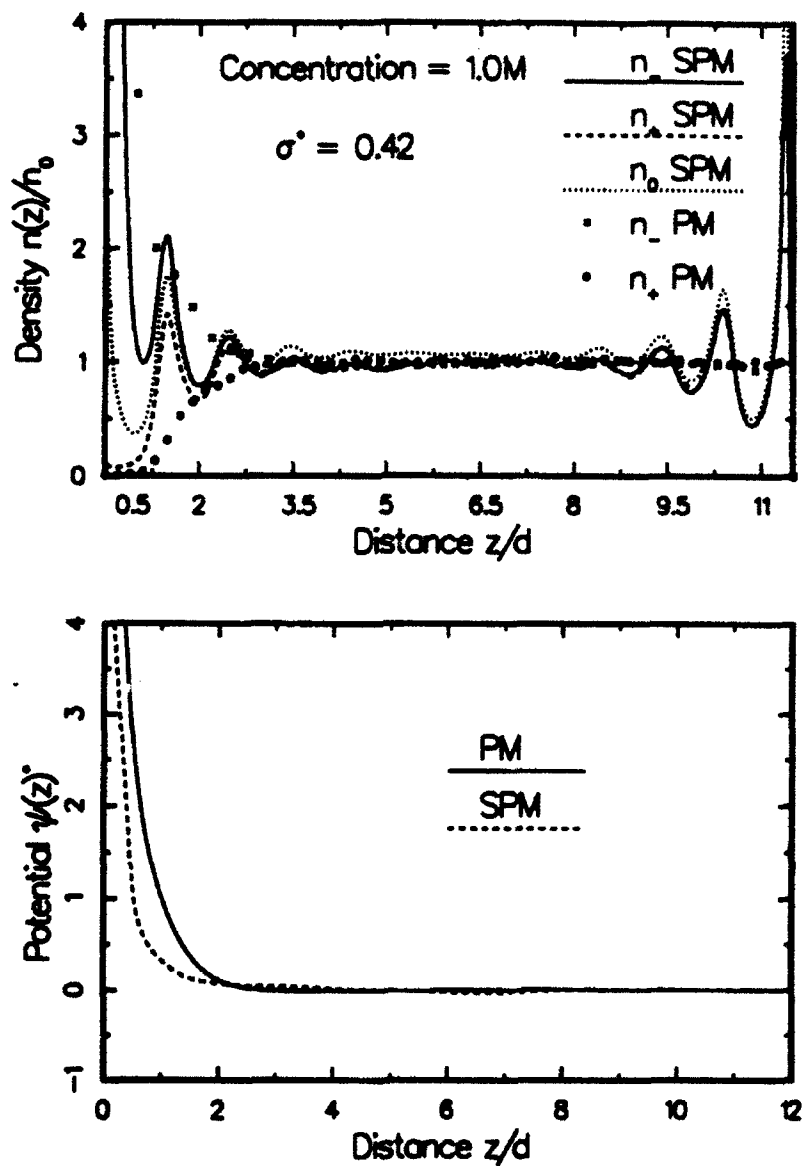 Concentration = 1.0M
σ* = 0.42
n_ SPM
n+ SPM
n0 SPM
n_ PM
n+ PM
Density n(z)/n0
4
3
2
1
0
0.5 2 3.5 5 6.5 8 9.5 11
Distance z/d
Potential ψ(z)*
4
3
2
1
0
-1
PM
SPM
0 2 4 6 8 10 12
Distance z/d